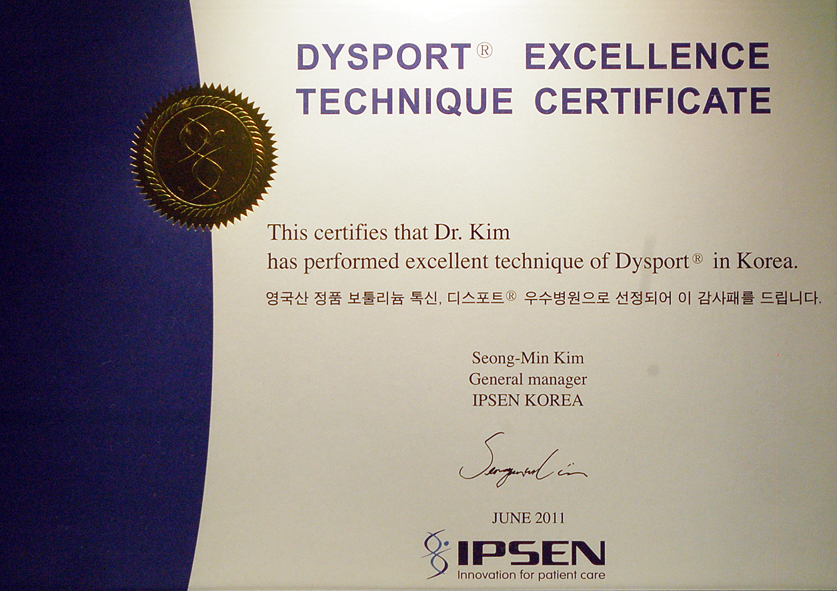 DYSPORT® EXCELLENCE
TECHNIQUE CERTIFICATE
This certifies that Dr. Kim
has performed excellent technique of Dysport® in Korea.
영국산 정품 보툴리늄 톡신, 디스포트® 우수병원으로 선정되어 이 감사패를 드립니다.
Seong-Min Kim
General manager
IPSEN KOREA
JUNE 2011
IPSEN
Innovation for patient care